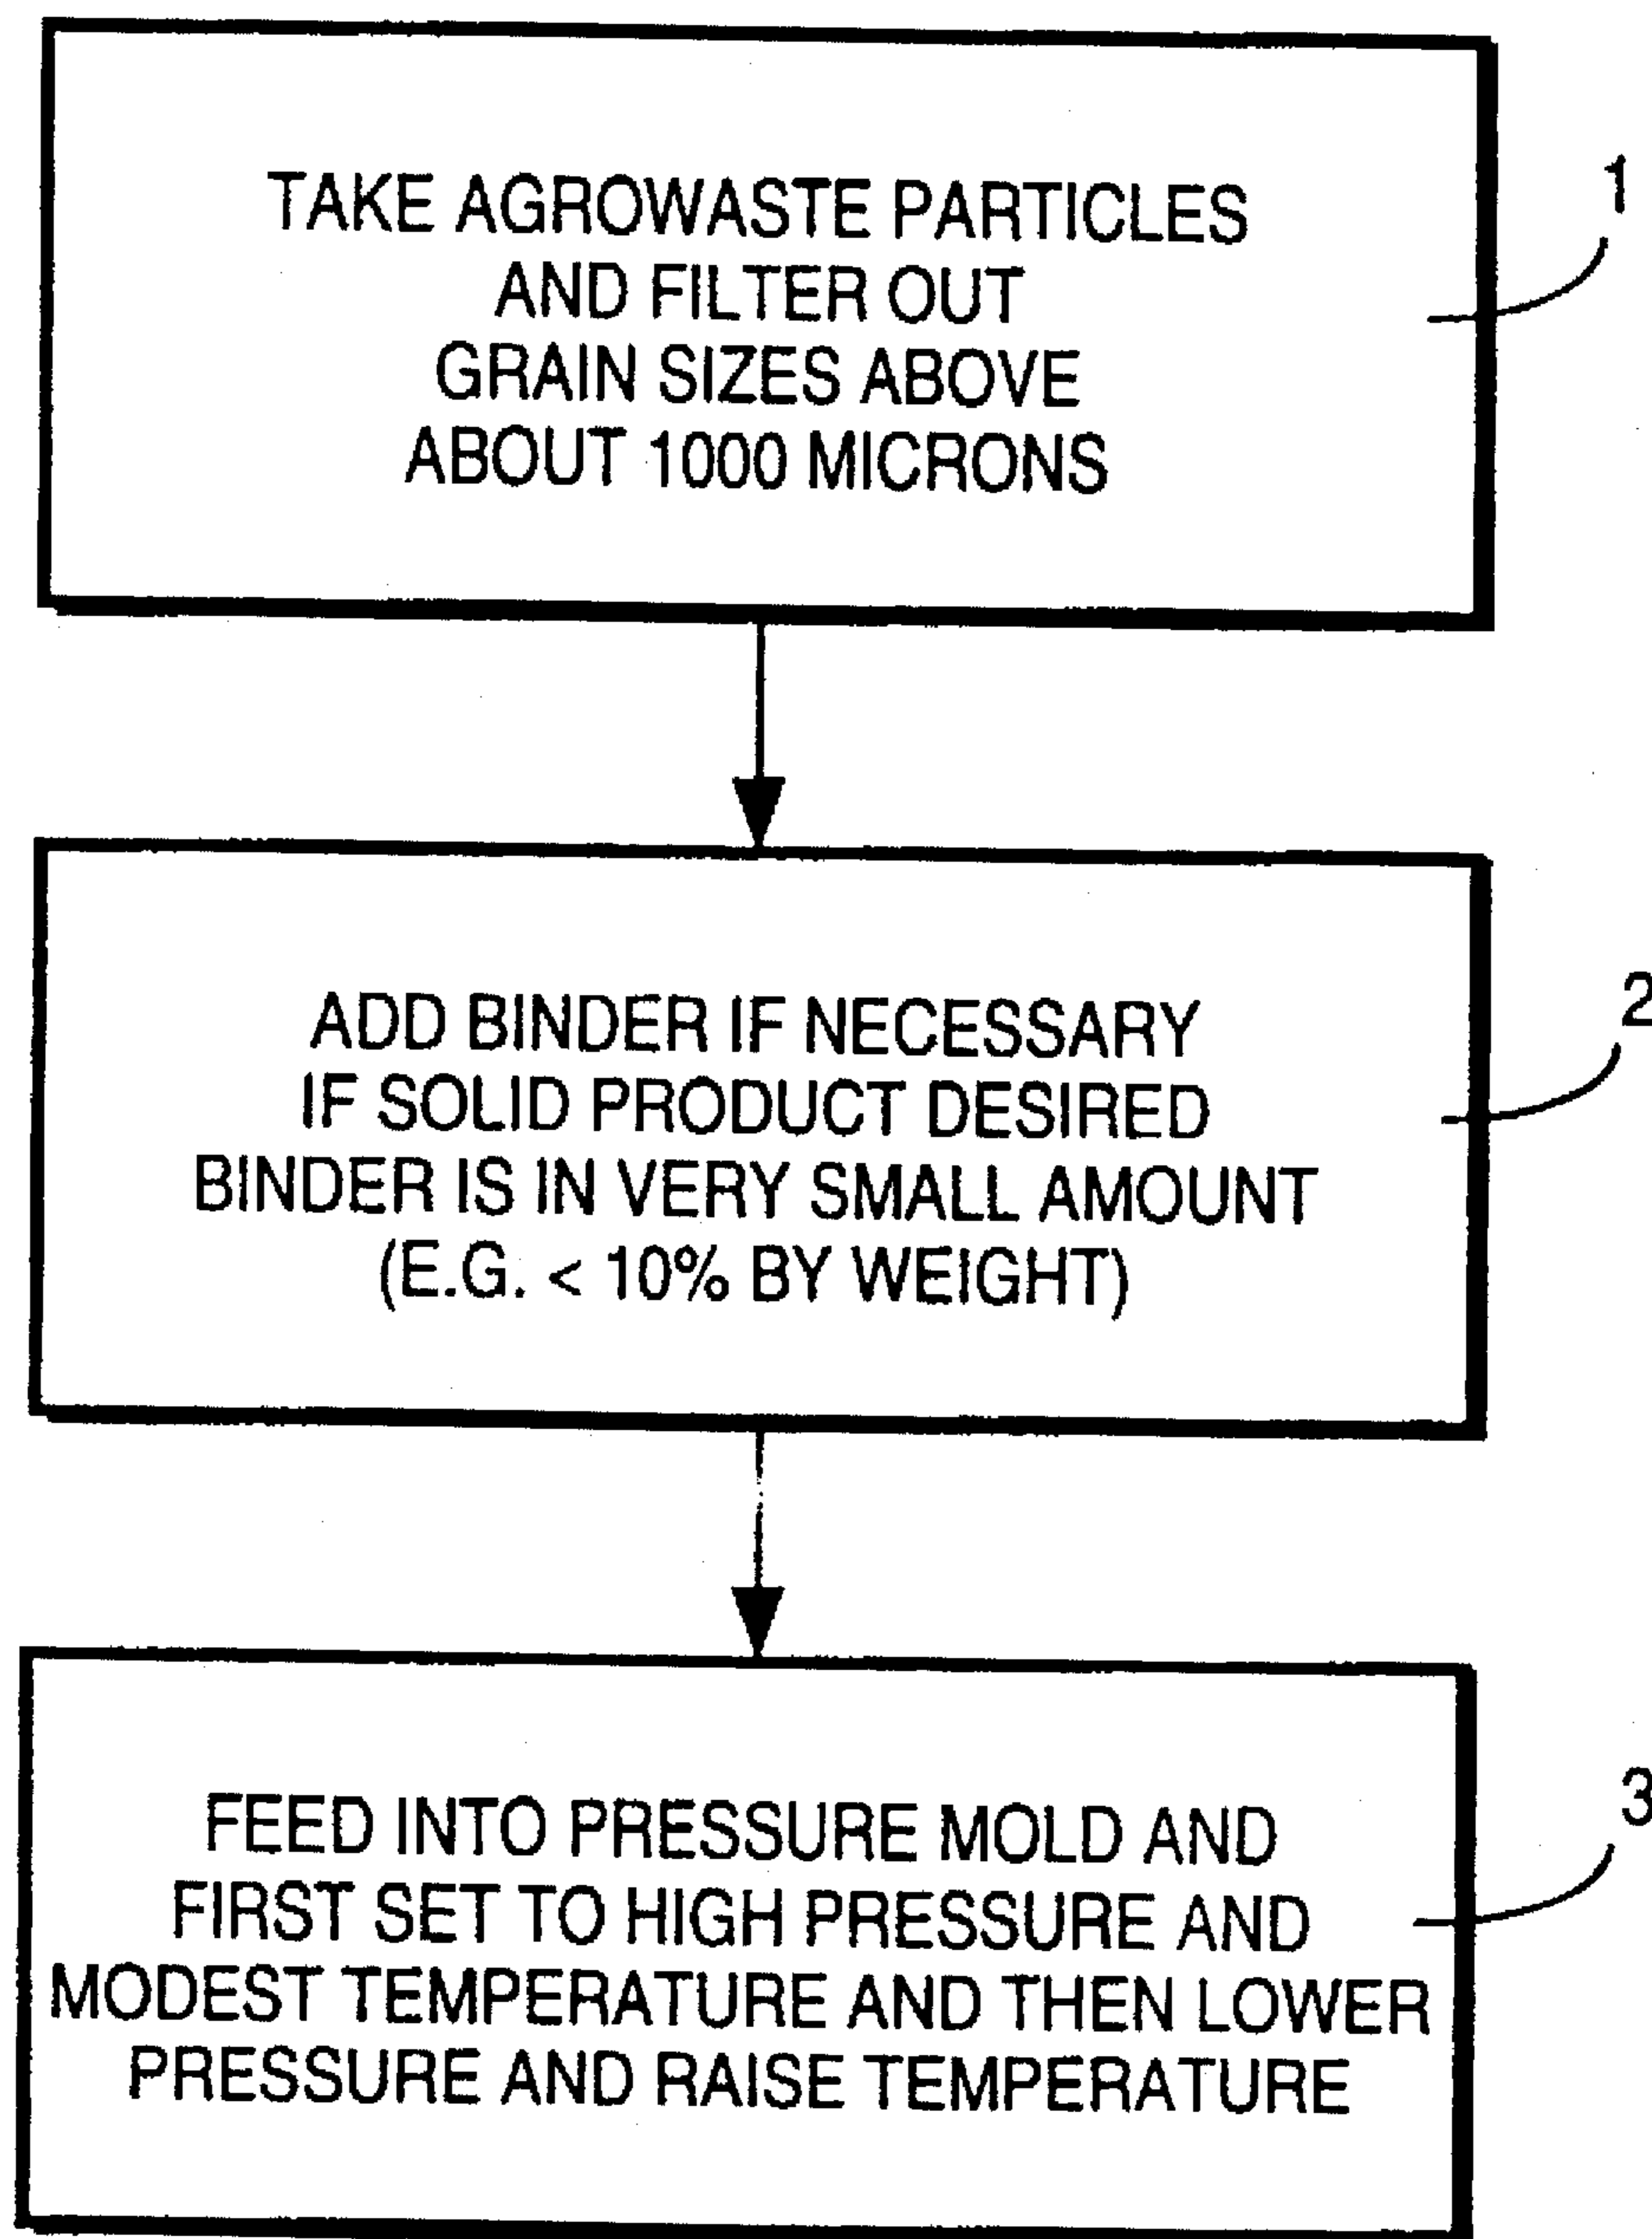 TAKE AGROWASTE PARTICLES
AND FILTER OUT
GRAIN SIZES ABOVE
ABOUT 1000 MICRONS
1
ADD BINDER IF NECESSARY
IF SOLID PRODUCT DESIRED
BINDER IS IN VERY SMALL AMOUNT
(E.G. < 10% BY WEIGHT)
2
FEED INTO PRESSURE MOLD AND
FIRST SET TO HIGH PRESSURE AND
MODEST TEMPERATURE AND THEN LOWER
PRESSURE AND RAISE TEMPERATURE
3